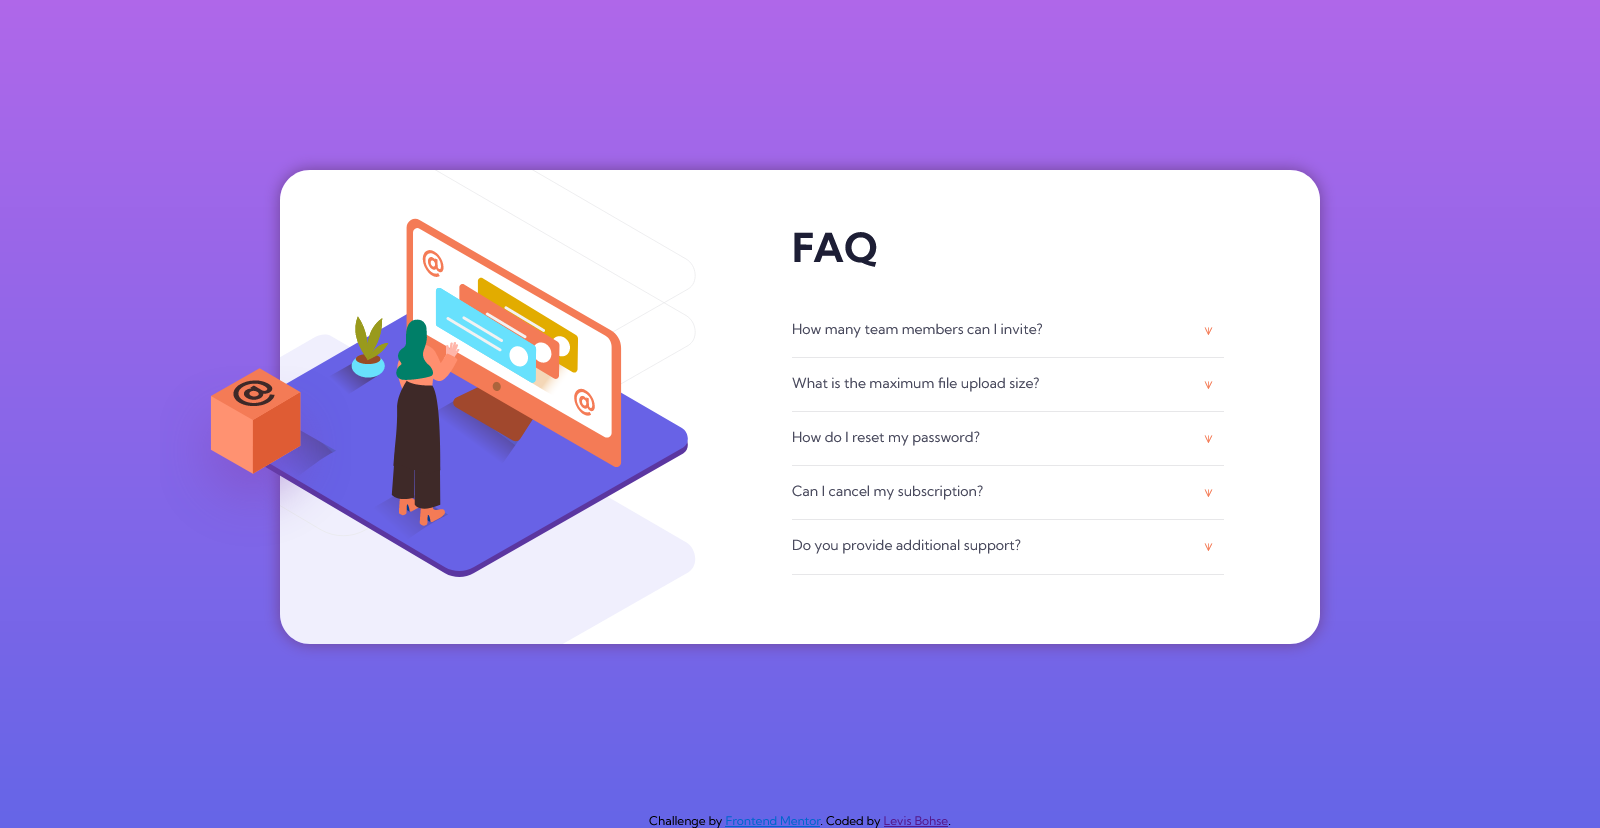 @
@
@
FAQ
How many team members can I invite?
What is the maximum file upload size?
How do I reset my password?
Can I cancel my subscription?
Do you provide additional support?
Challenge by Frontend Mentor. Coded by Levis Bohse.